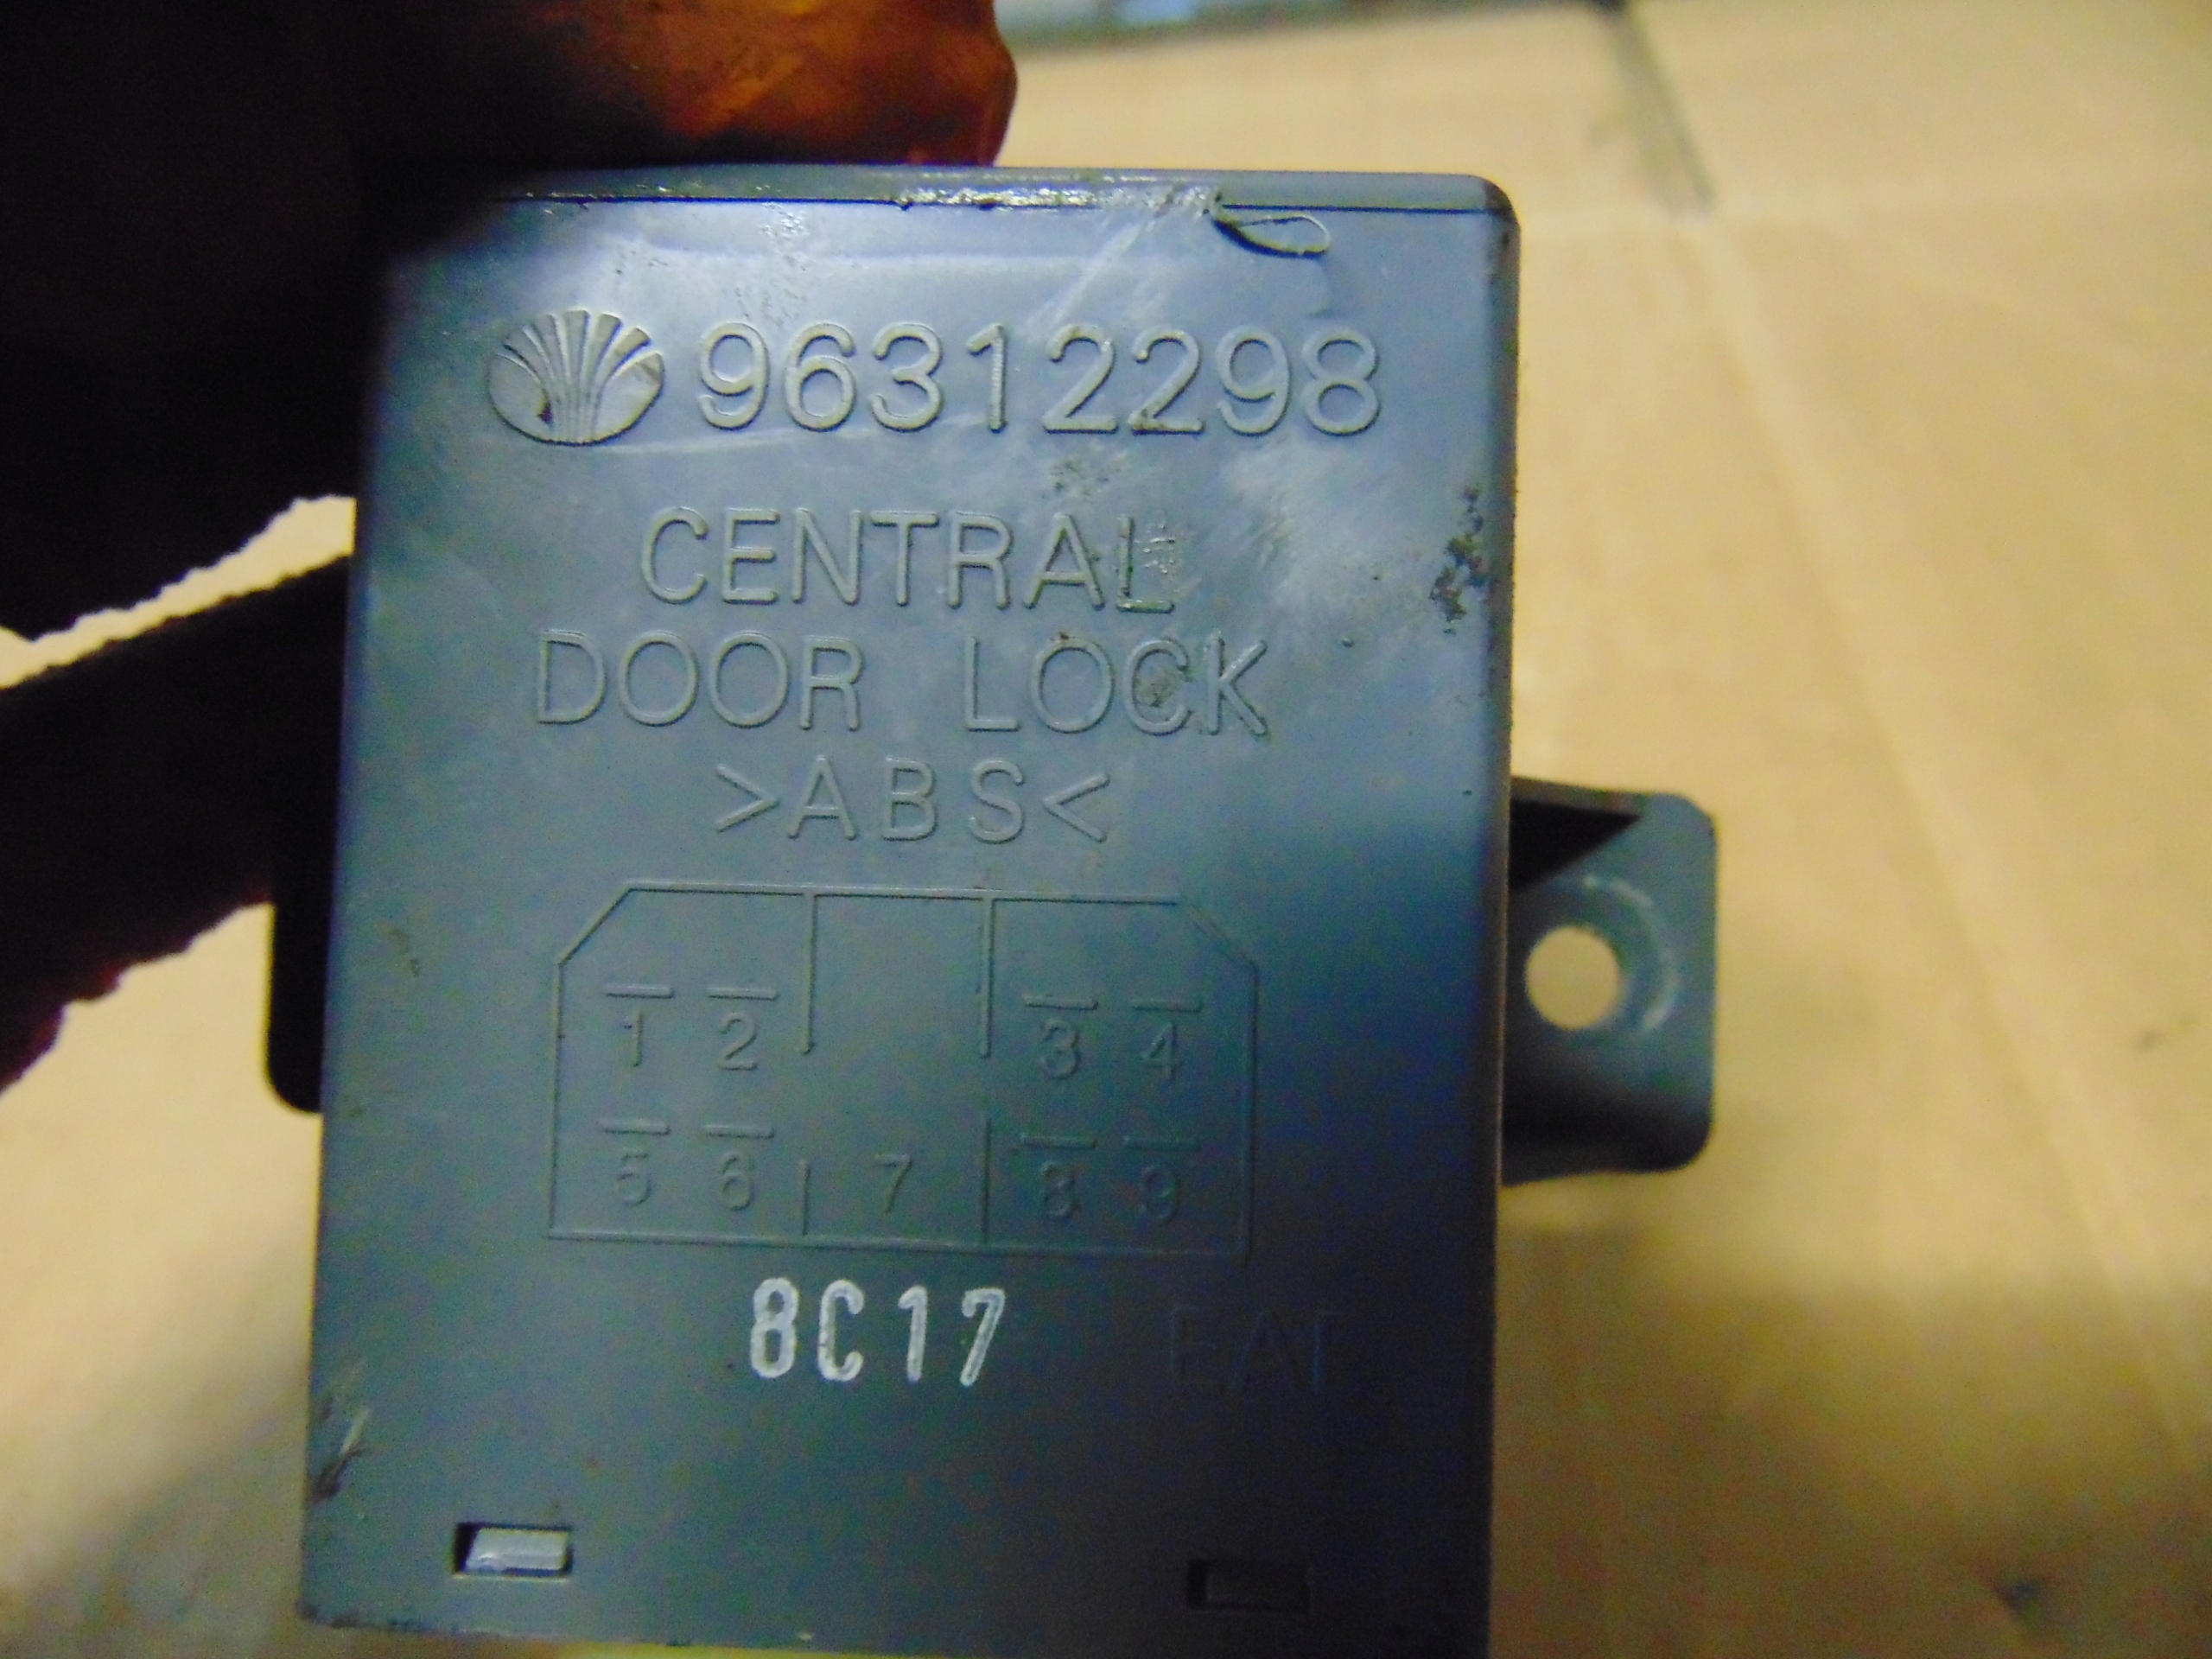 96312298
CENTRAL
DOOR LOCK
>ABS<
1 2 3 4
5 6 7 8 9
8C17